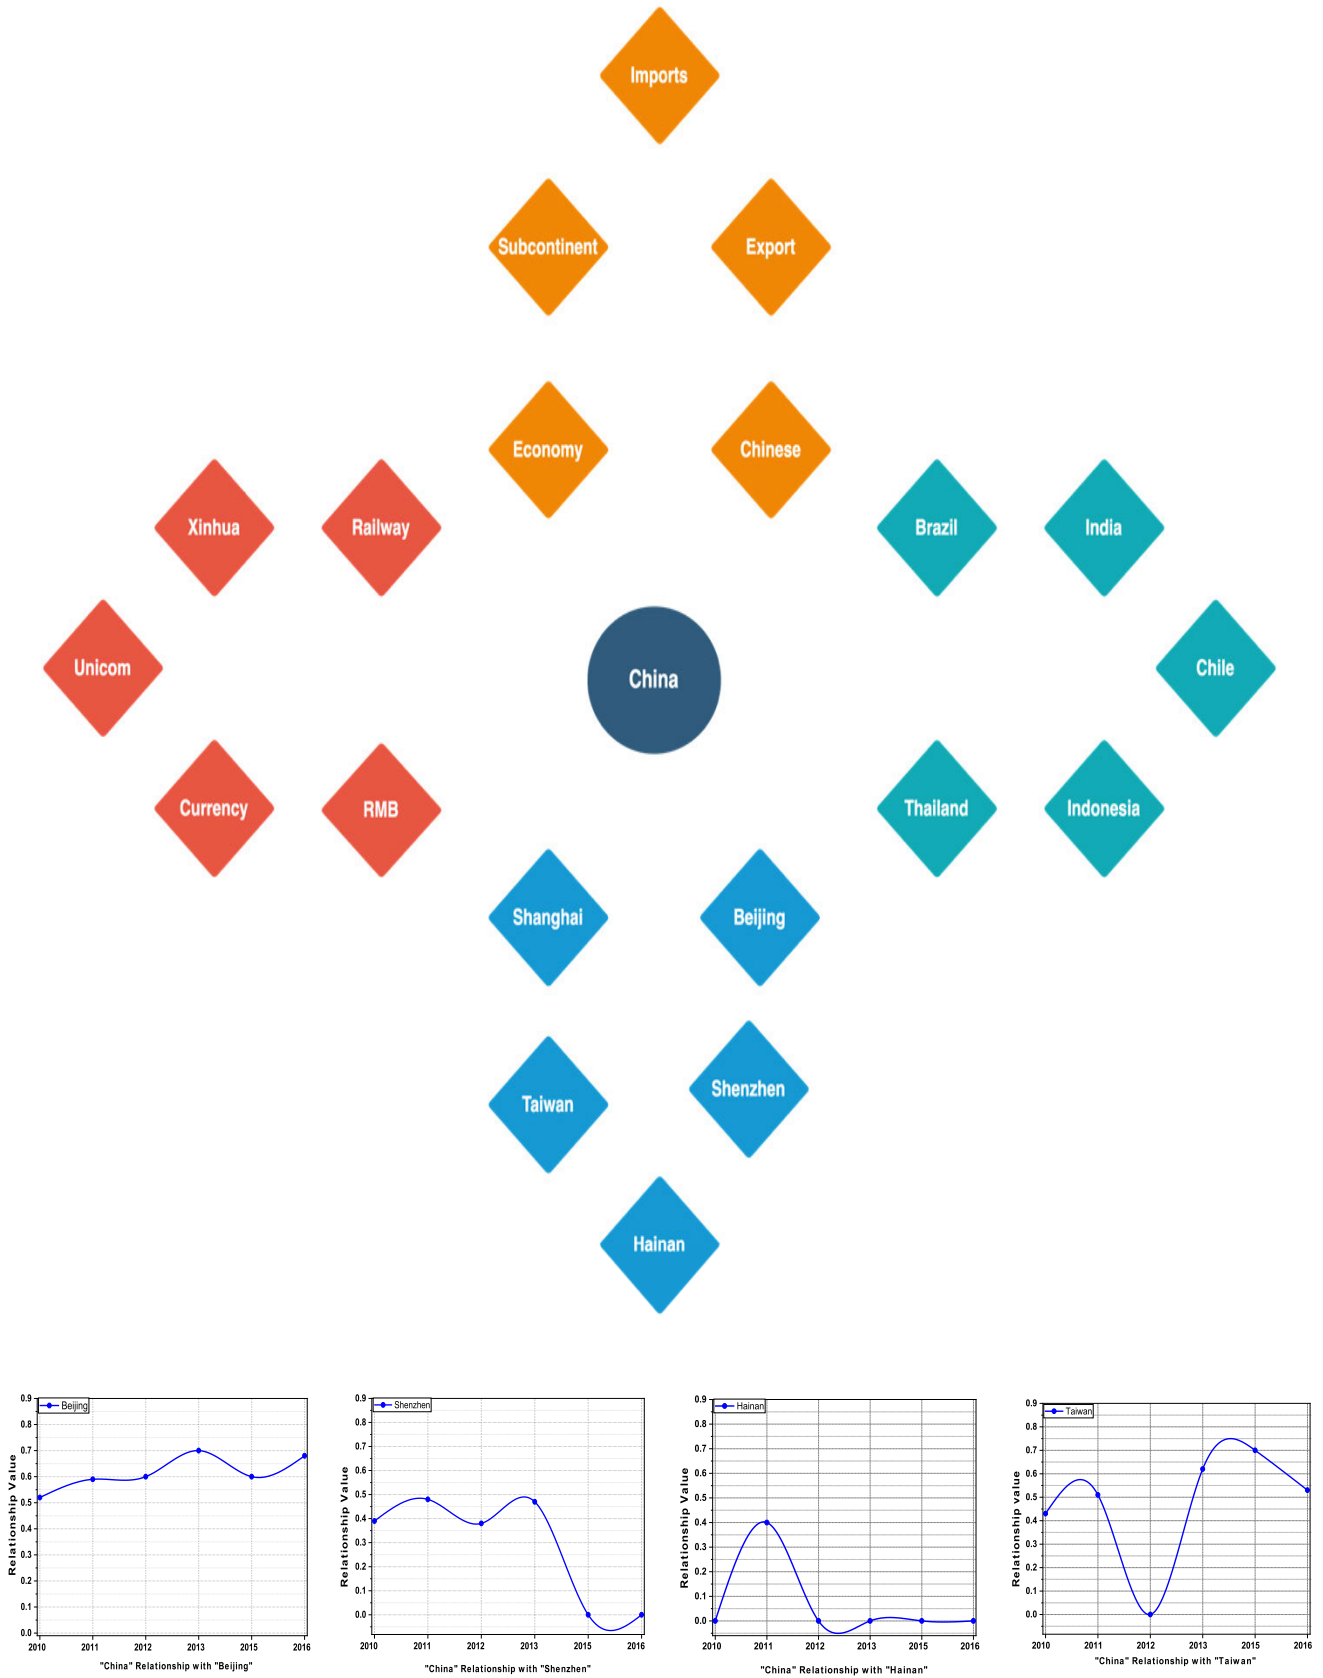 Imports
Subcontinent
Export
Economy
Chinese
Xinhua
Railway
Brazil
India
Unicom
China
Chile
Currency
RMB
Thailand
Indonesia
Shanghai
Beijing
Taiwan
Shenzhen
Hainan
Beijing
Relationship Value
0.9
0.8
0.7
0.6
0.5
0.4
0.3
0.2
0.1
0.0
2010 2011 2012 2013 2015 2016
"China" Relationship with "Beijing"
Shenzhen
Relationship Value
0.9
0.8
0.7
0.6
0.5
0.4
0.3
0.2
0.1
0.0
2010 2011 2012 2013 2015 2016
"China" Relationship with "Shenzhen"
Hainan
Relationship Value
0.9
0.8
0.7
0.6
0.5
0.4
0.3
0.2
0.1
0.0
2010 2011 2012 2013 2015 2016
"China" Relationship with "Hainan"
Taiwan
Relationship value
0.9
0.8
0.7
0.6
0.5
0.4
0.3
0.2
0.1
0.0
2010 2011 2012 2013 2015 2016
"China" Relationship with "Taiwan"